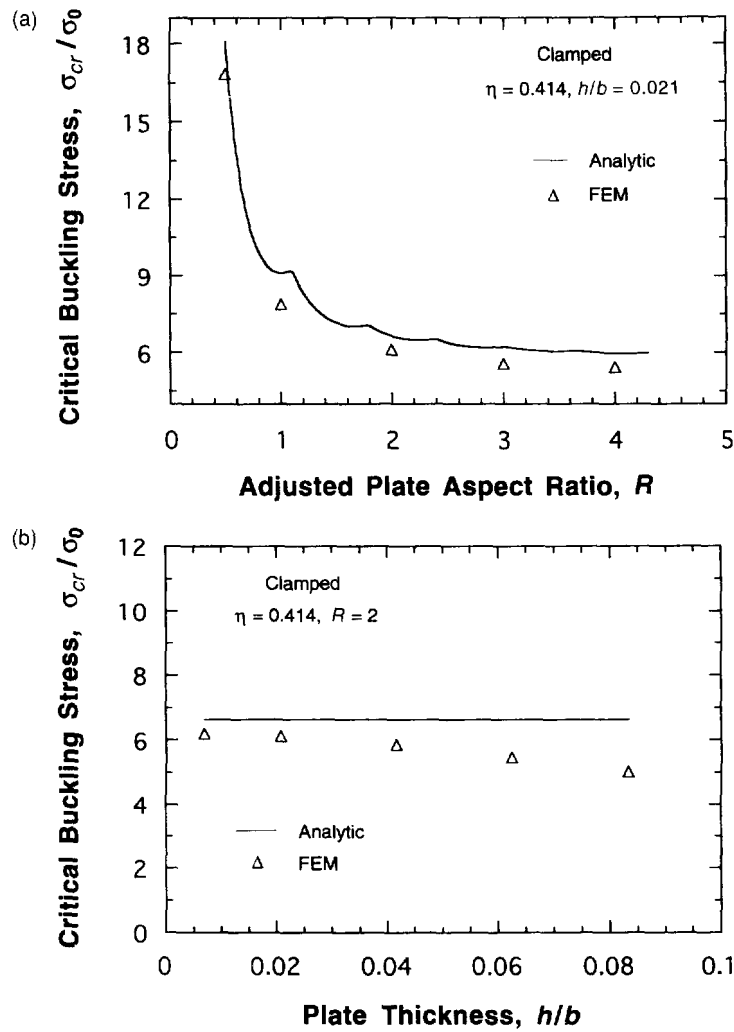 (a)
Critical Buckling Stress, σcr/σ0
18
15
12
9
6
Clamped
η = 0.414, h/b = 0.021
Analytic
FEM
0 1 2 3 4 5
Adjusted Plate Aspect Ratio, R
(b)
Critical Buckling Stress, σcr/σ0
12
10
8
6
4
2
0
Clamped
η = 0.414, R = 2
Analytic
FEM
0 0.02 0.04 0.06 0.08 0.1
Plate Thickness, h/b